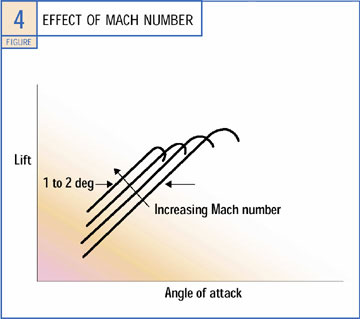 4
FIGURE
EFFECT OF MACH NUMBER
Lift
1 to 2 deg
Increasing Mach number
Angle of attack